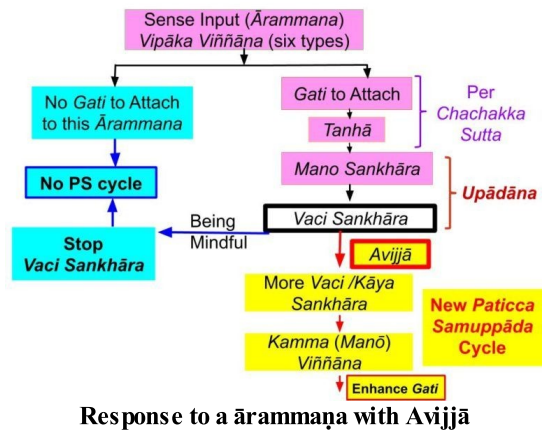 Sense Input (Ārammana)
Vipāka Viññāna (six types)
No Gati to Attach
to this Ārammana
Gati to Attach
Per
Chachakka
Sutta
Tanhā
No PS cycle
Mano Sankhāra
Upādāna
Vaci Sankhāra
Being
Mindful
Stop
Vaci Sankhāra
Avijjā
More Vaci /Kāya
Sankhāra
New Paticca
Samuppāda
Cycle
Kamma (Manō)
Viññāna
Enhance Gati
Response to a ārammaṇa with Avijjā